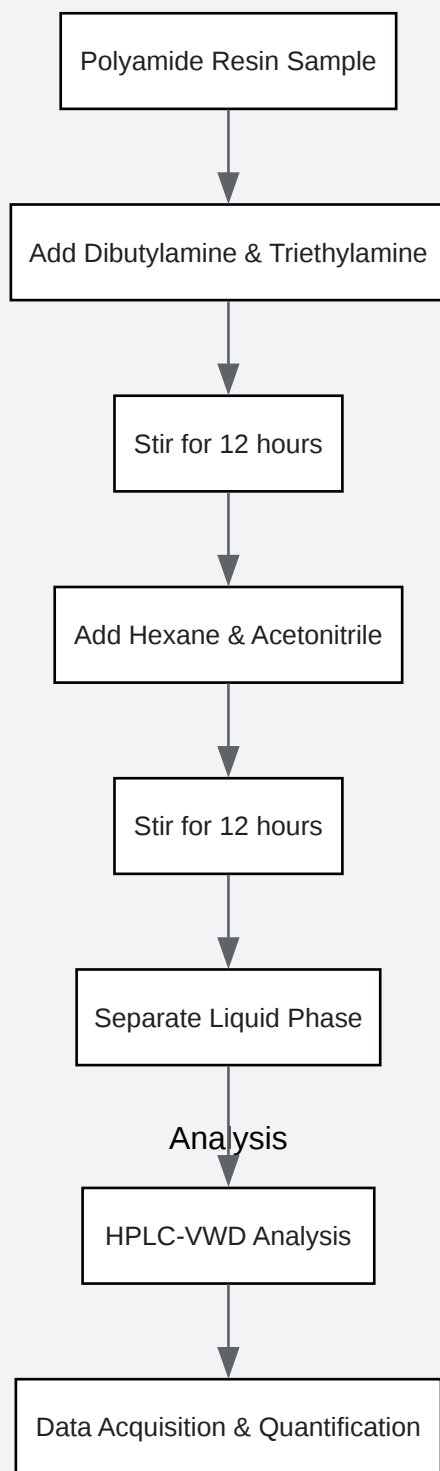 Polyamide Resin Sample
Add Dibutylamine & Triethylamine
Stir for 12 hours
Add Hexane & Acetonitrile
Stir for 12 hours
Separate Liquid Phase
Analysis
HPLC-VWD Analysis
Data Acquisition & Quantification